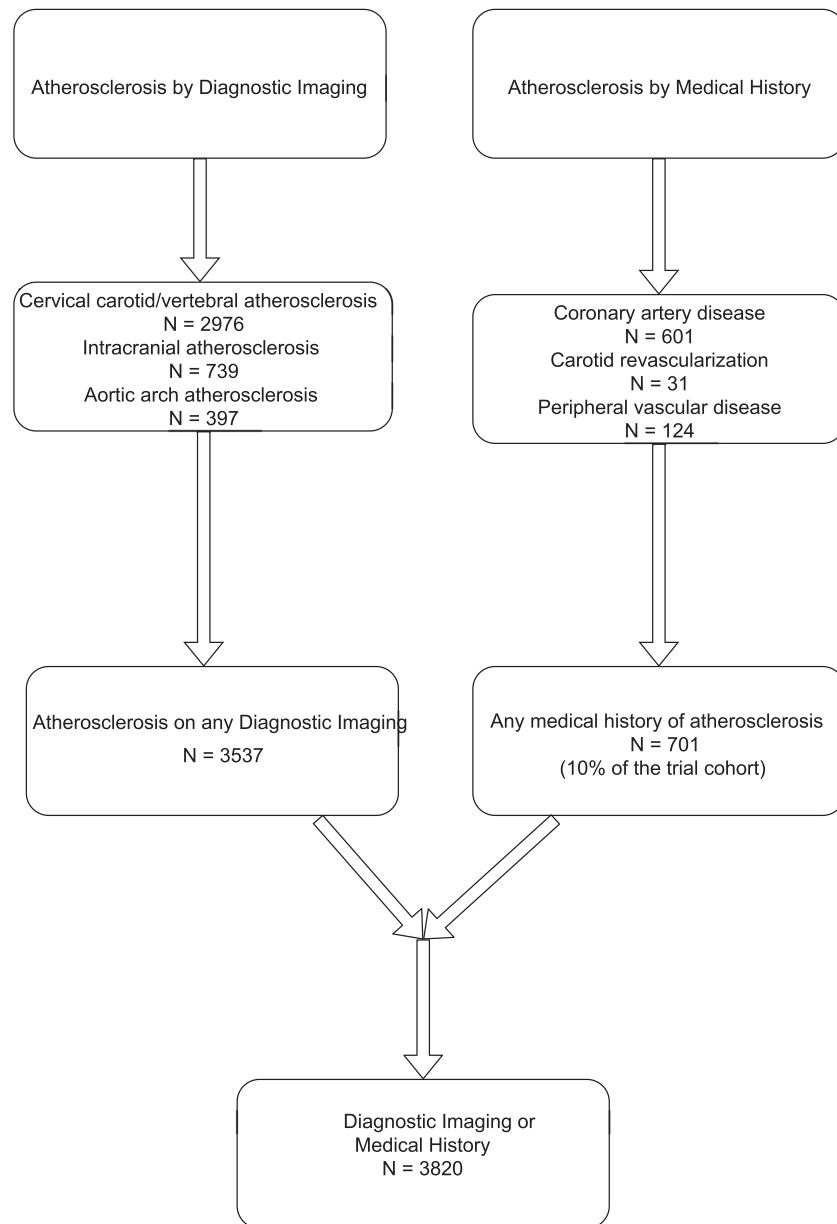 Atherosclerosis by Diagnostic Imaging
Atherosclerosis by Medical History
Cervical carotid/vertebral atherosclerosis
N = 2976
Intracranial atherosclerosis
N = 739
Aortic arch atherosclerosis
N = 397
Coronary artery disease
N = 601
Carotid revascularization
N = 31
Peripheral vascular disease
N = 124
Atherosclerosis on any Diagnostic Imaging
N = 3537
Any medical history of atherosclerosis
N = 701
(10% of the trial cohort)
Diagnostic Imaging or
Medical History
N = 3820